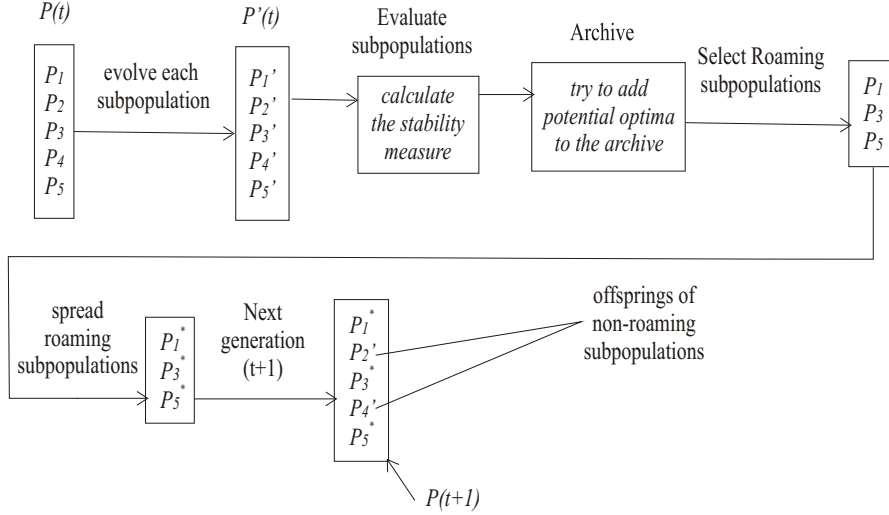 P(t)
P1
P2
P3
P4
P5
evolve each
subpopulation
P'(t)
P1'
P2'
P3'
P4'
P5'
Evaluate
subpopulations
calculate
the stability
measure
Archive
try to add
potential optima
to the archive
Select Roaming
subpopulations
P1
P3
P5
spread
roaming
subpopulations
P1*
P3*
P5*
Next
generation
(t+1)
P1*
P2'
P3*
P4'
P5*
offsprings of
non-roaming
subpopulations
P(t+1)